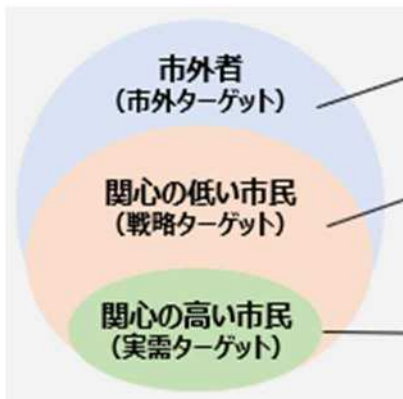 市外者
（市外ターゲット）
関心の低い市民
（戦略ターゲット）
関心の高い市民
（実需ターゲット）